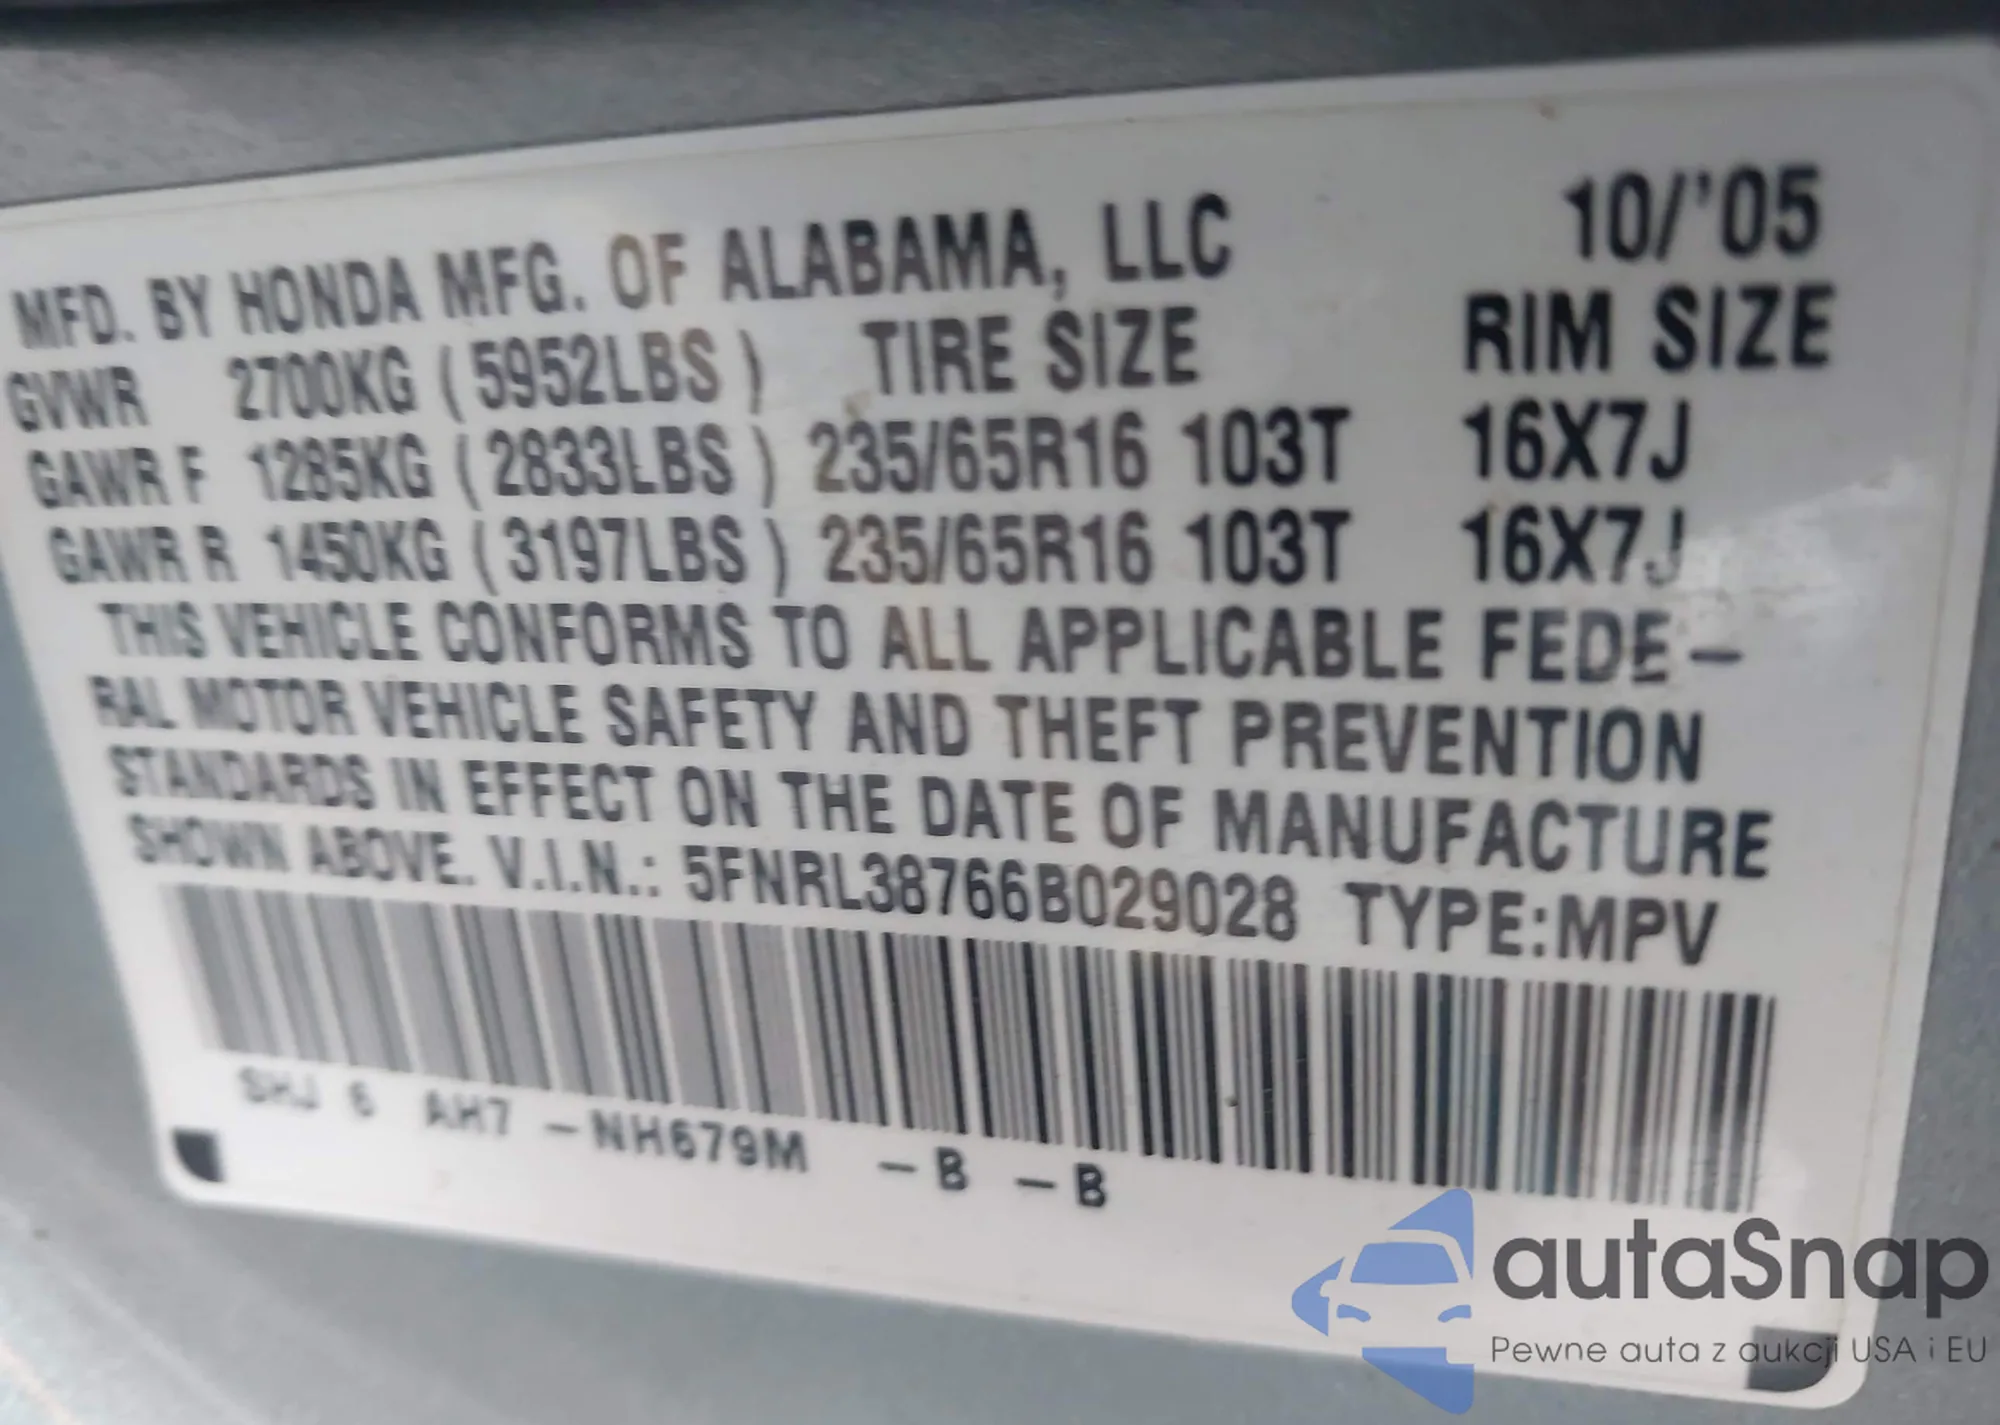 MFD. BY HONDA MFG. OF ALABAMA, LLC 10/'05
GVWR 2700KG ( 5952LBS ) TIRE SIZE RIM SIZE
GAWR F 1285KG ( 2833LBS ) 235/65R16 103T 16X7J
GAWR R 1450KG ( 3197LBS ) 235/65R16 103T 16X7J
THIS VEHICLE CONFORMS TO ALL APPLICABLE FEDE-
RAL MOTOR VEHICLE SAFETY AND THEFT PREVENTION
STANDARDS IN EFFECT ON THE DATE OF MANUFACTURE
SHOWN ABOVE. V.I.N.: 5FNRL38766B029028 TYPE:MPV
SHJ 6 AH7 -NH679M -B -B
autaSnap
Pewne auta z aukcji USA i EU